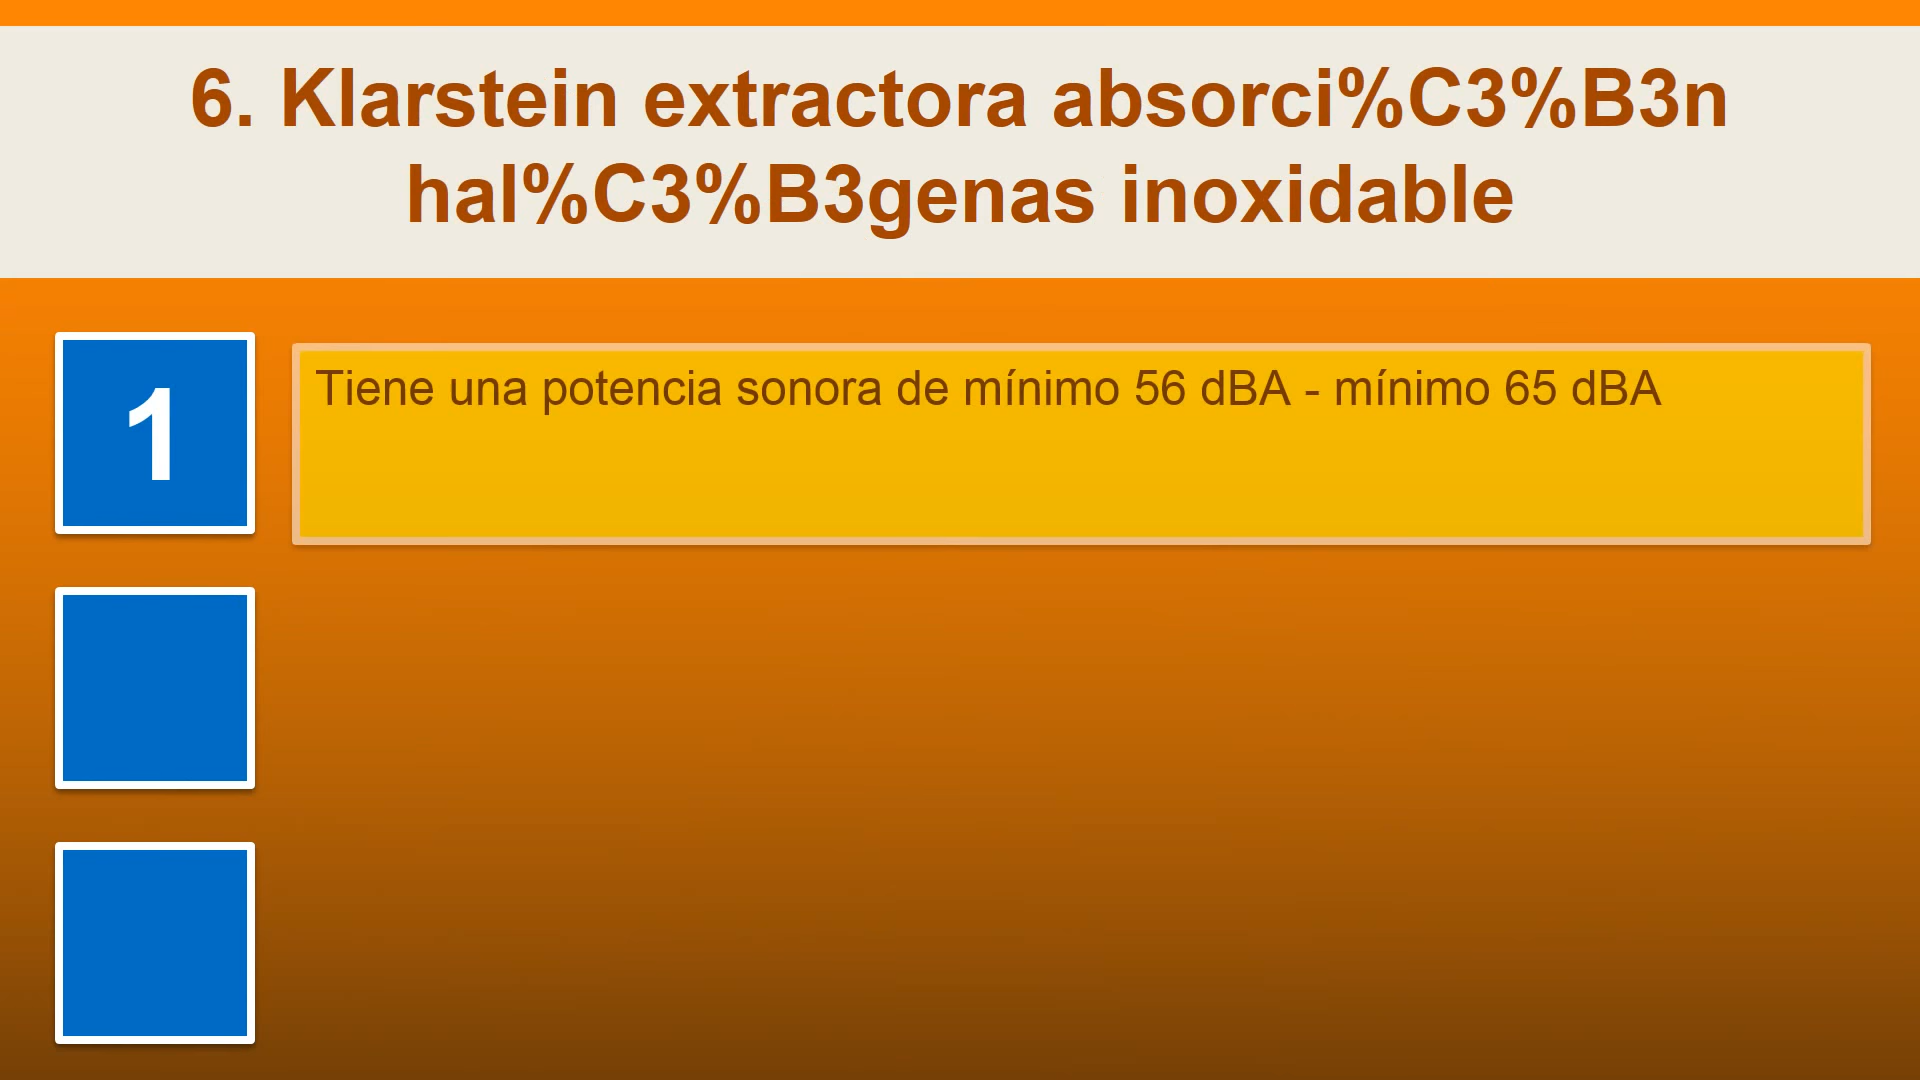 6. Klarstein extractora absorci%C3%B3n
hal%C3%B3genas inoxidable
1
Tiene una potencia sonora de mínimo 56 dBA - mínimo 65 dBA